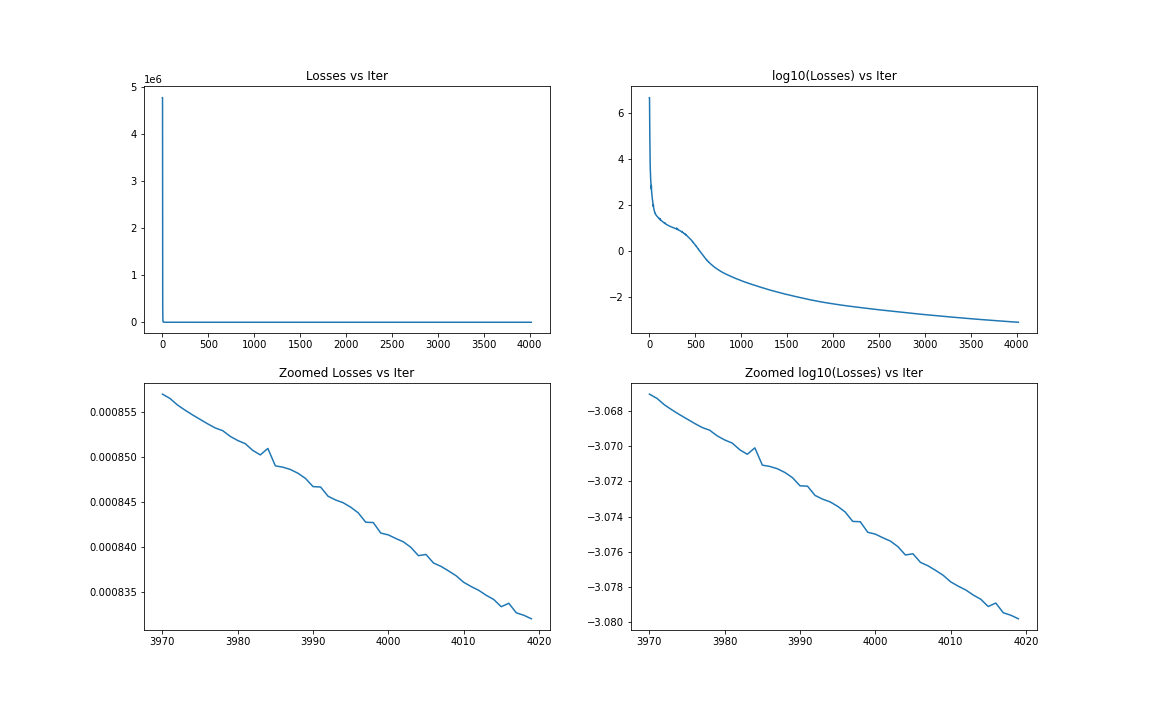 Losses vs Iter
1e6
5
4
3
2
1
0
0 500 1000 1500 2000 2500 3000 3500 4000
log10(Losses) vs Iter
6
4
2
0
−2
0 500 1000 1500 2000 2500 3000 3500 4000
Zoomed Losses vs Iter
0.000855
0.000850
0.000845
0.000840
0.000835
3970 3980 3990 4000 4010 4020
Zoomed log10(Losses) vs Iter
−3.068
−3.070
−3.072
−3.074
−3.076
−3.078
−3.080
3970 3980 3990 4000 4010 4020